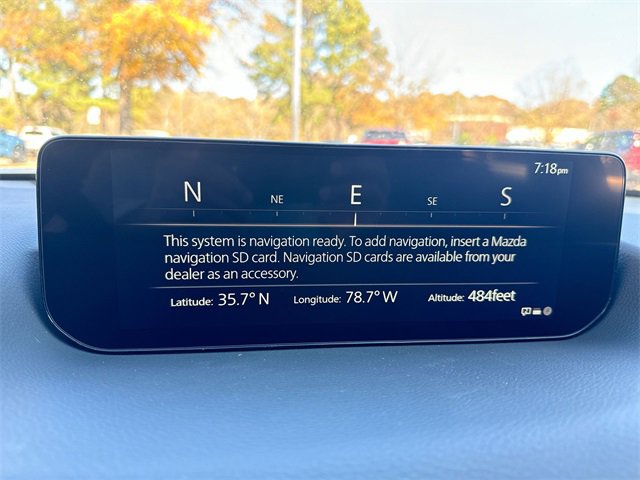 7:18pm
N NE E SE S
This system is navigation ready. To add navigation, insert a Mazda
navigation SD card. Navigation SD cards are available from your
dealer as an accessory.
Latitude: 35.7° N Longitude: 78.7° W Altitude: 484feet